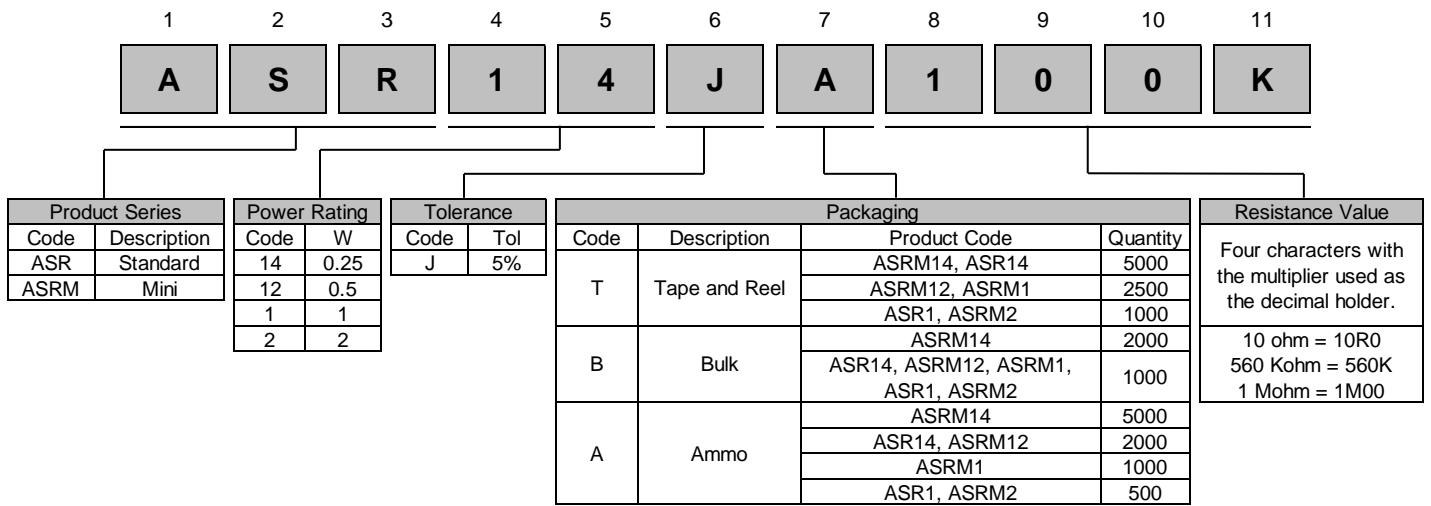 1 2 3 4 5 6 7 8 9 10 11
A S R 1 4 J A 1 0 0 K
Product Series
Code Description
ASR Standard
ASRM Mini
Power Rating
Code W
14 0.25
12 0.5
1 1
2 2
Tolerance
Code Tol
J 5%
Packaging
Code Description Product Code Quantity
T Tape and Reel
ASRM14, ASR14 5000
ASRM12, ASRM1 2500
ASR1, ASRM2 1000
B Bulk
ASRM14 2000
ASR14, ASRM12, ASRM1,
ASR1, ASRM2
1000
A Ammo
ASRM14 5000
ASR14, ASRM12 2000
ASRM1 1000
ASR1, ASRM2 500
Resistance Value
Four characters with
the multiplier used as
the decimal holder.
10 ohm = 10R0
560 Kohm = 560K
1 Mohm = 1M00